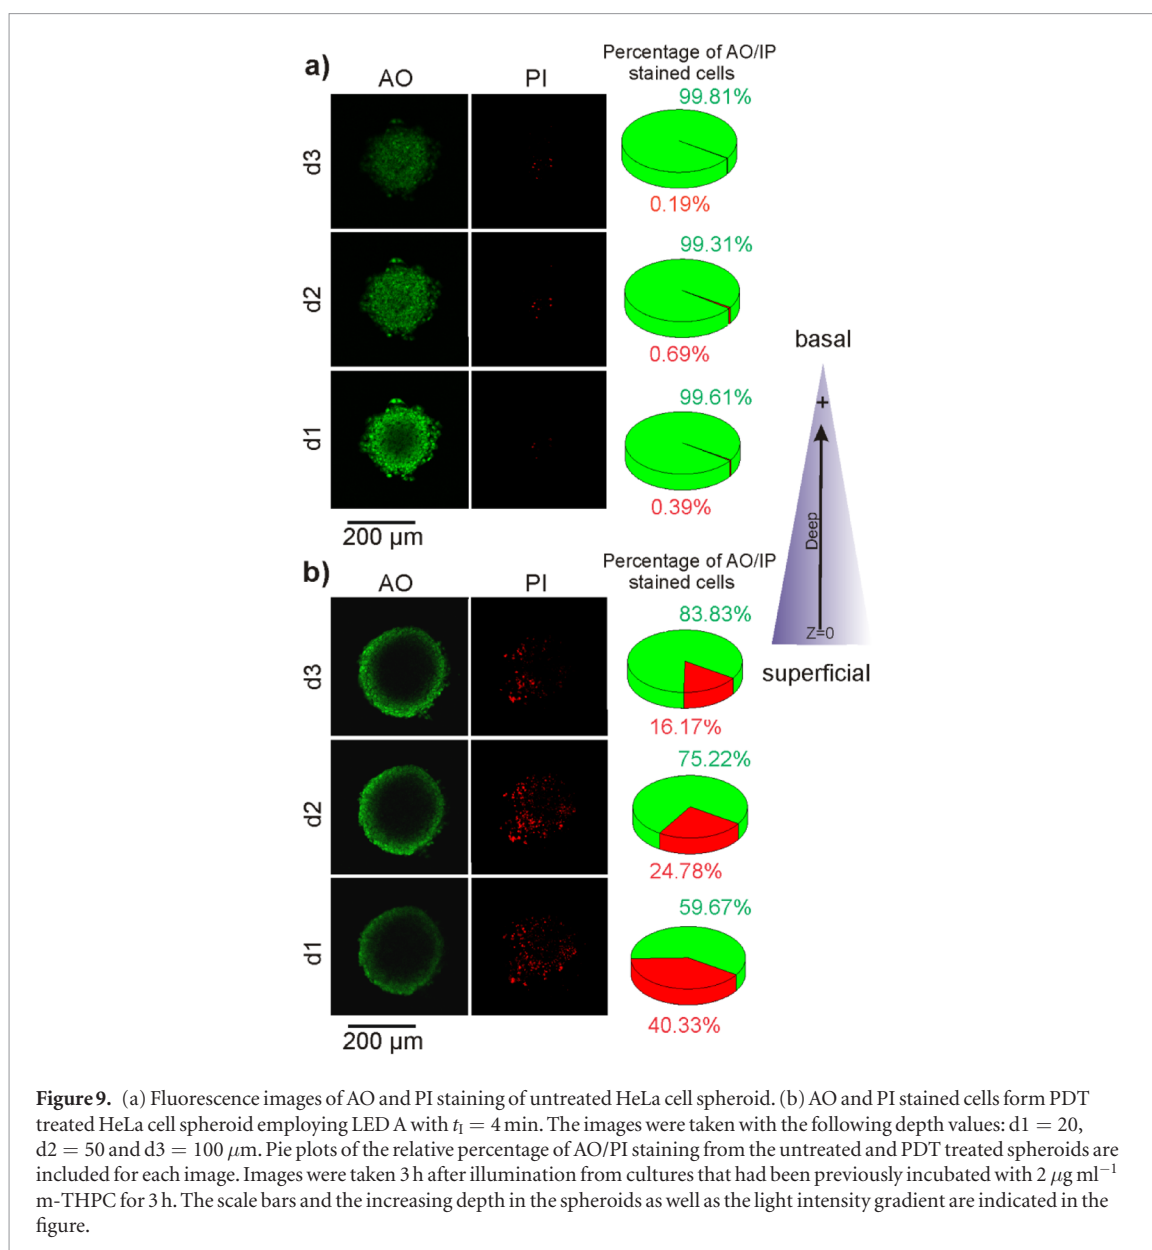 a)
AO
PI
Percentage of AO/IP
stained cells
d3
99.81%
0.19%
d2
99.31%
0.69%
d1
99.61%
0.39%
200 μm
basal
+
Deep
Z=0
superficial
b)
AO
PI
Percentage of AO/IP
stained cells
d3
83.83%
16.17%
d2
75.22%
24.78%
d1
59.67%
40.33%
200 μm
Figure 9. (a) Fluorescence images of AO and PI staining of untreated HeLa cell spheroid. (b) AO and PI stained cells form PDT
treated HeLa cell spheroid employing LED A with t_I = 4 min. The images were taken with the following depth values: d1 = 20,
d2 = 50 and d3 = 100 μm. Pie plots of the relative percentage of AO/PI staining from the untreated and PDT treated spheroids are
included for each image. Images were taken 3 h after illumination from cultures that had been previously incubated with 2 μg ml⁻¹
m-THPC for 3 h. The scale bars and the increasing depth in the spheroids as well as the light intensity gradient are indicated in the
figure.